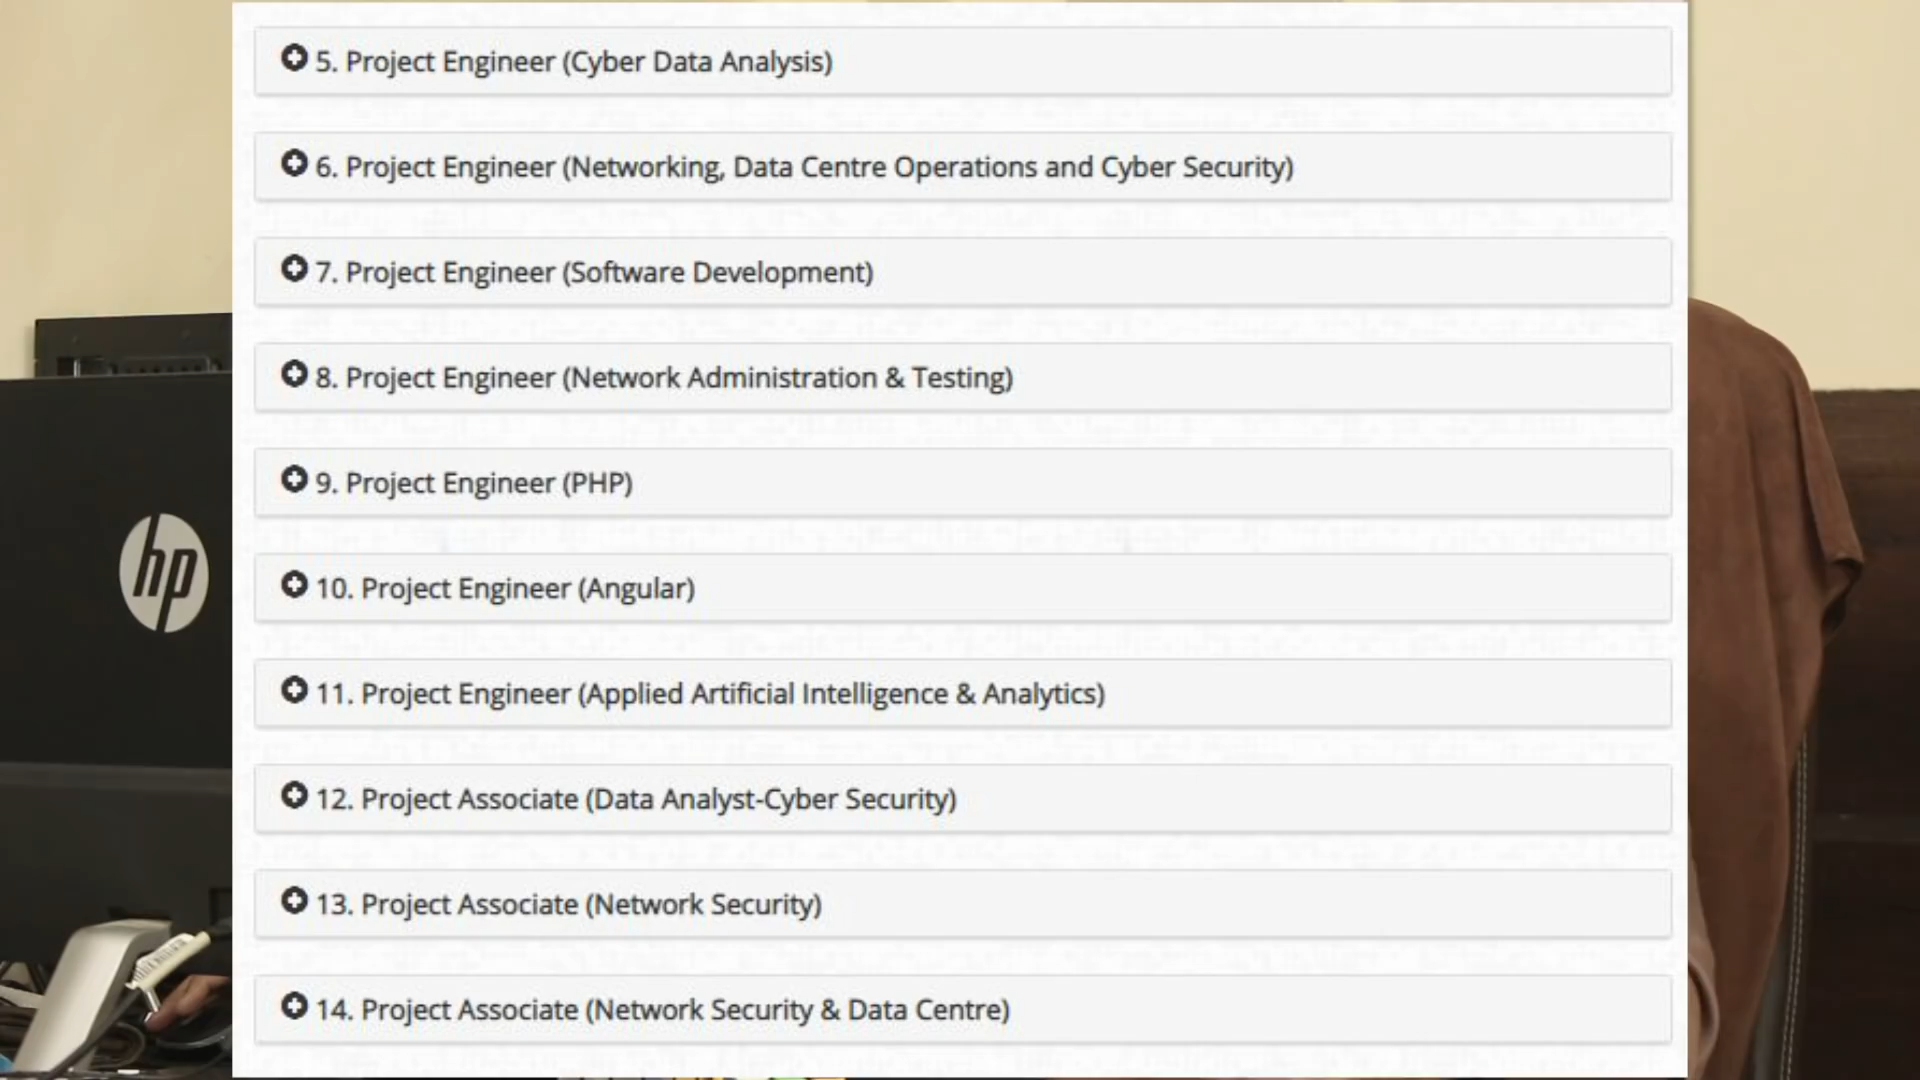 5. Project Engineer (Cyber Data Analysis)
6. Project Engineer (Networking, Data Centre Operations and Cyber Security)
7. Project Engineer (Software Development)
8. Project Engineer (Network Administration & Testing)
hp
9. Project Engineer (PHP)
10. Project Engineer (Angular)
11. Project Engineer (Applied Artificial Intelligence & Analytics)
12. Project Associate (Data Analyst-Cyber Security)
13. Project Associate (Network Security)
14. Project Associate (Network Security & Data Centre)